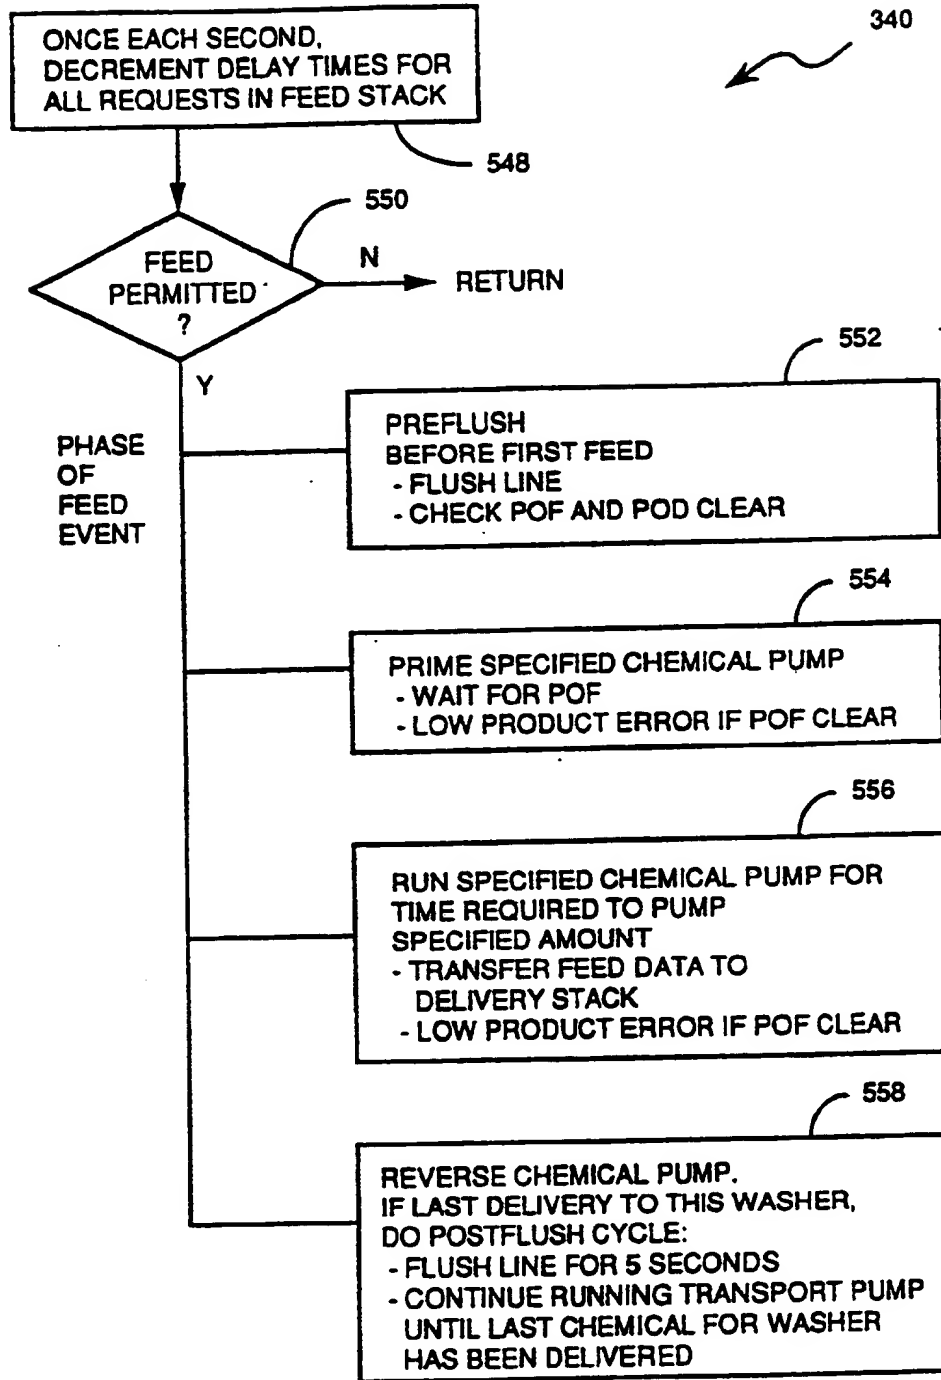 340
ONCE EACH SECOND,
DECREMENT DELAY TIMES FOR
ALL REQUESTS IN FEED STACK
548
550
FEED
PERMITTED
?
N
RETURN
Y
PHASE
OF
FEED
EVENT
552
PREFLUSH
BEFORE FIRST FEED
- FLUSH LINE
- CHECK POF AND POD CLEAR
554
PRIME SPECIFIED CHEMICAL PUMP
- WAIT FOR POF
- LOW PRODUCT ERROR IF POF CLEAR
556
RUN SPECIFIED CHEMICAL PUMP FOR
TIME REQUIRED TO PUMP
SPECIFIED AMOUNT
- TRANSFER FEED DATA TO
DELIVERY STACK
- LOW PRODUCT ERROR IF POF CLEAR
558
REVERSE CHEMICAL PUMP.
IF LAST DELIVERY TO THIS WASHER,
DO POSTFLUSH CYCLE:
- FLUSH LINE FOR 5 SECONDS
- CONTINUE RUNNING TRANSPORT PUMP
UNTIL LAST CHEMICAL FOR WASHER
HAS BEEN DELIVERED